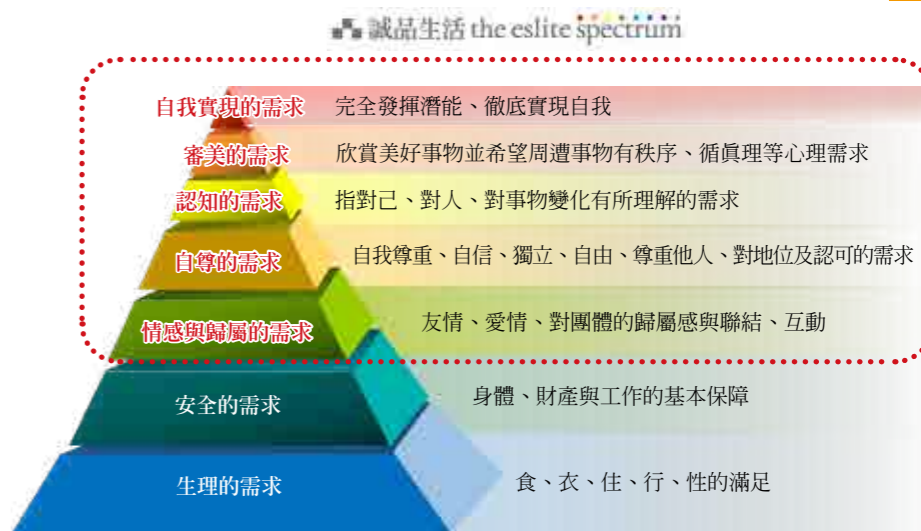 誠品生活 the eslite spectrum
自我實現的需求 完全發揮潛能、徹底實現自我
審美的需求 欣賞美好事物並希望周遭事物有秩序、循眞理等心理需求
認知的需求 指對己、對人、對事物變化有所理解的需求
自尊的需求 自我尊重、自信、獨立、自由、尊重他人、對地位及認可的需求
情感與歸屬的需求 友情、愛情、對團體的歸屬感與聯結、互動
安全的需求 身體、財產與工作的基本保障
生理的需求 食、衣、住、行、性的滿足